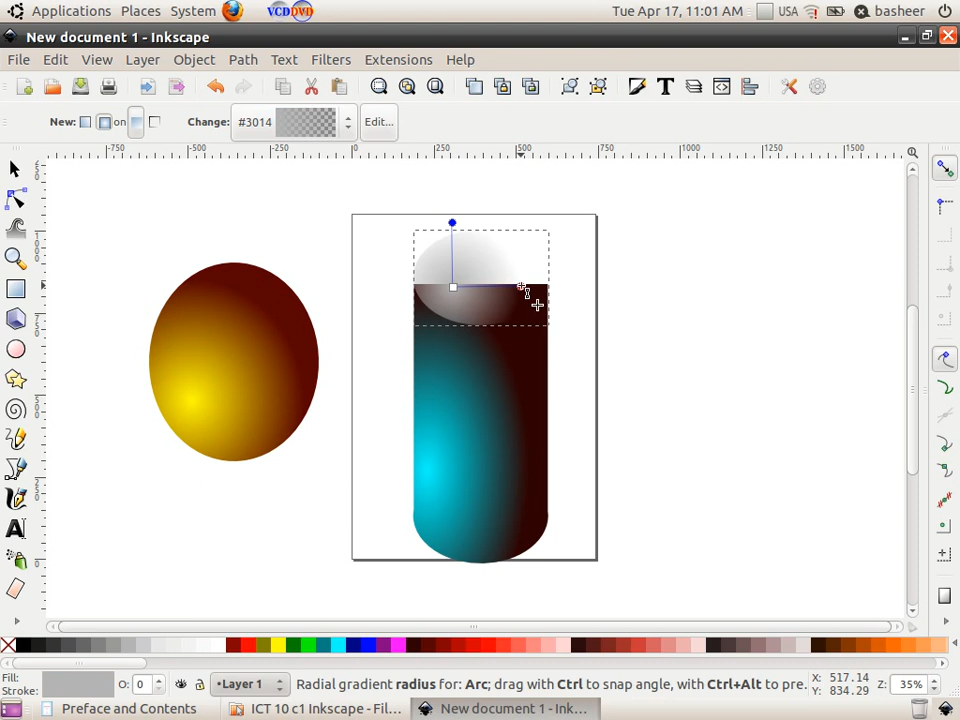 Applications Places System VCDDVD Tue Apr 17, 11:01 AM USA basheer
New document 1 - Inkscape
File Edit View Layer Object Path Text Filters Extensions Help
New: on Change: #3014 Edit...
-750 -500 -250 0 250 500 750 1000 1250 1500
Fill:
Stroke:
O: 0 •Layer 1 Radial gradient radius for: Arc; drag with Ctrl to snap angle, with Ctrl+Alt to pre... X: 517.14 Y: 834.29 Z: 35%
Preface and Contents ICT 10 c1 Inkscape - Fil... New document 1 - Ink...